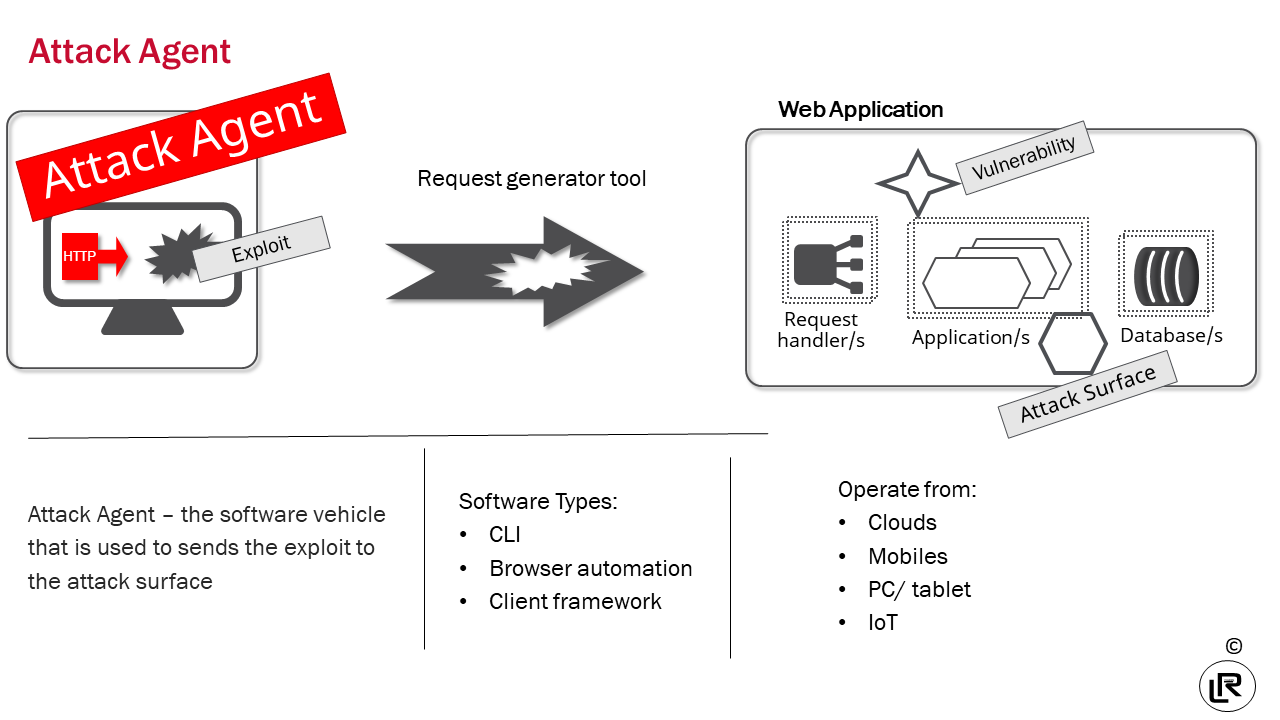 Attack Agent
Attack Agent
HTTP
Exploit
Request generator tool
Web Application
Vulnerability
Request
handler/s
Application/s
Database/s
Attack Surface
Attack Agent – the software vehicle
that is used to sends the exploit to
the attack surface
Software Types:
• CLI
• Browser automation
• Client framework
Operate from:
• Clouds
• Mobiles
• PC/ tablet
• IoT
©
LR